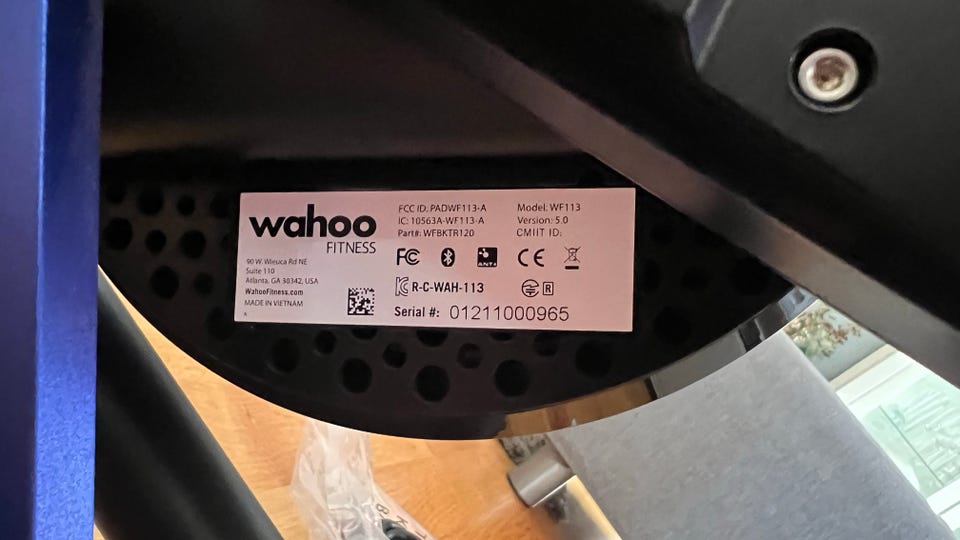 wahoo
FITNESS
90 W. Wieuca Rd NE
Suite 110
Atlanta, GA 30342, USA
WahooFitness.com
MADE IN VIETNAM
A
FCC ID: PADWF113-A
IC: 10563A-WF113-A
Part#: WFBKTR120
Model: WF113
Version: 5.0
CMIIT ID:
FC
ANT+
CE
R-C-WAH-113
R
Serial #: 01211000965